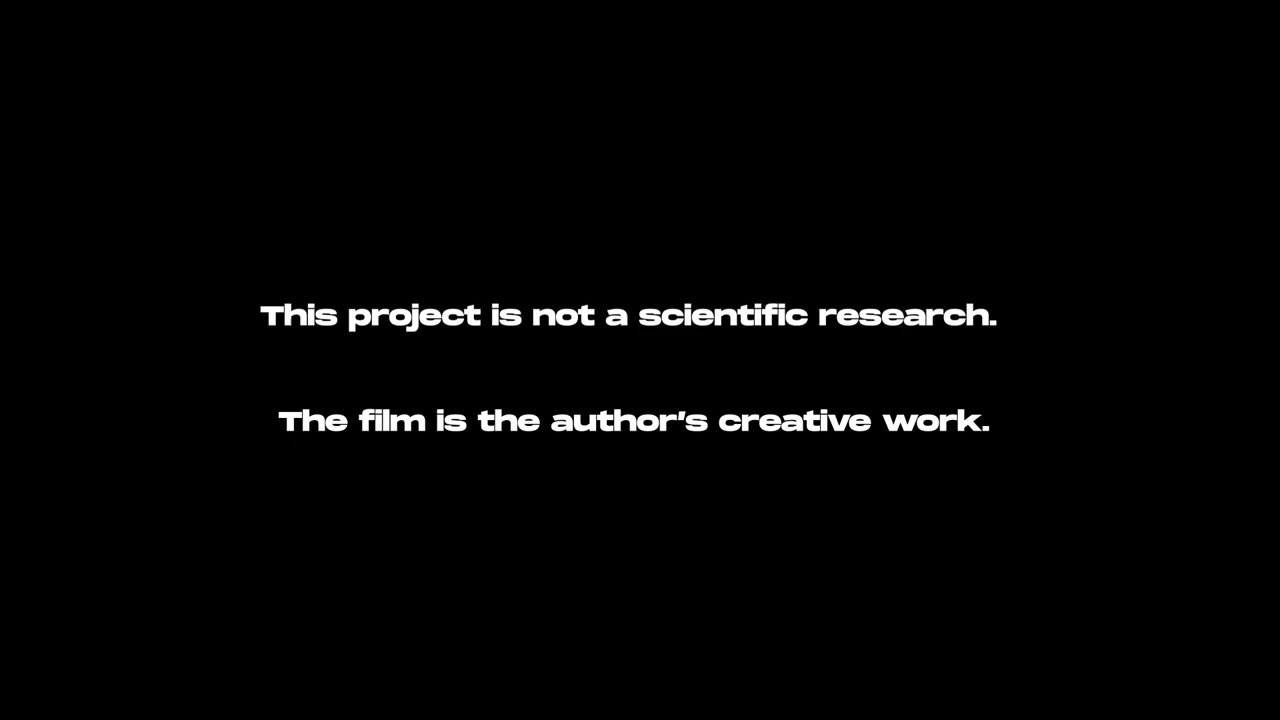 This project is not a scientific research.
The film is the author's creative work.